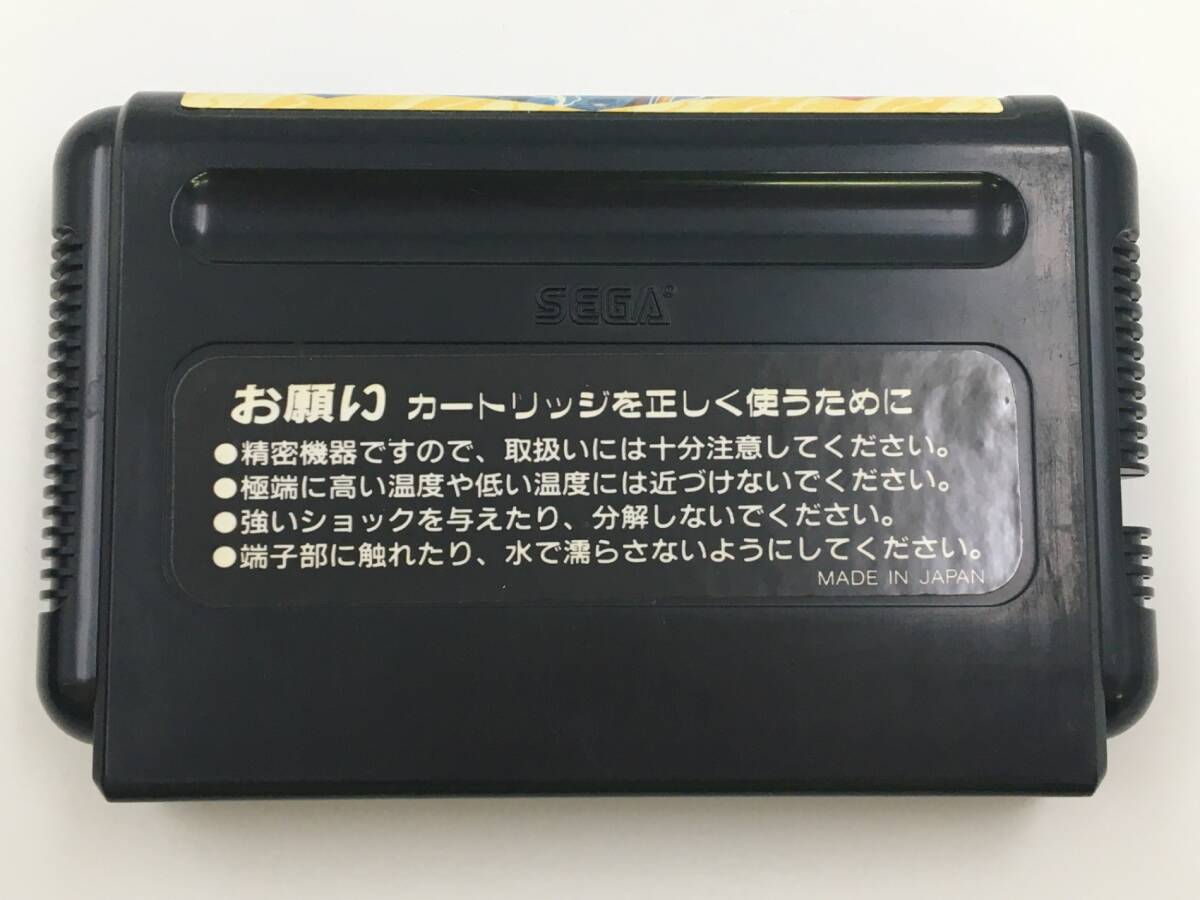 SEGA®
お願い カートリッジを正しく使うために
●精密機器ですので、取扱いには十分注意してください。
●極端に高い温度や低い温度には近づけないでください。
●強いショックを与えたり、分解しないでください。
●端子部に触れたり、水で濡らさないようにしてください。
MADE IN JAPAN